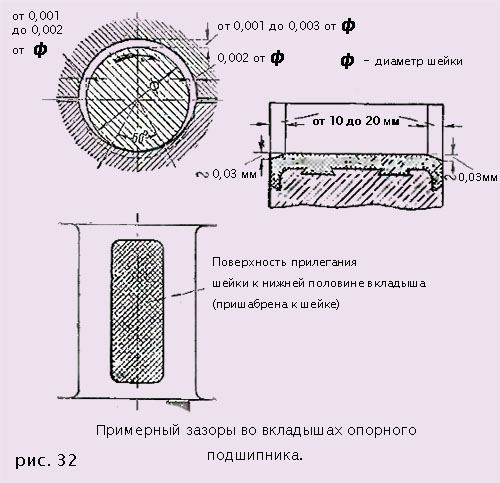 от 0,001
до 0,002
от ф
от 0,001 до 0,003 от ф
0,002 от ф
ф – диаметр шейки
60°
от 10 до 20 мм
0,03 мм
0,03мм
Поверхность прилегания
шейки к нижней половине вкладыша
(пришабрена к шейке)
Примерный зазоры во вкладышах опорного
подшипника.
рис. 32